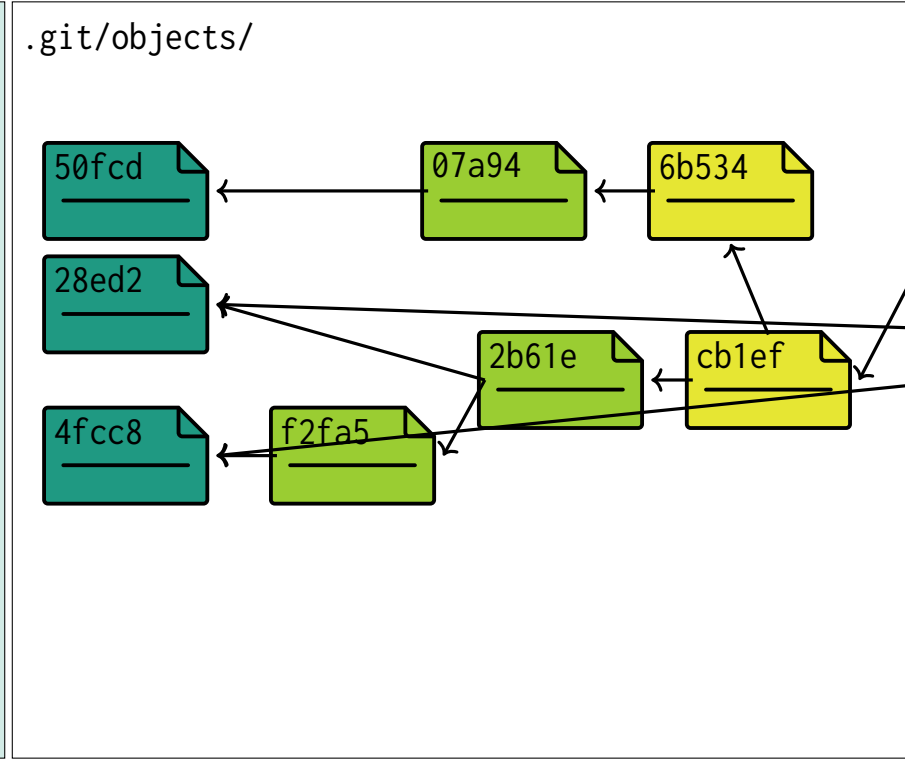 .git/objects/
50fcd
07a94
6b534
28ed2
2b61e
cb1ef
4fcc8
f2fa5